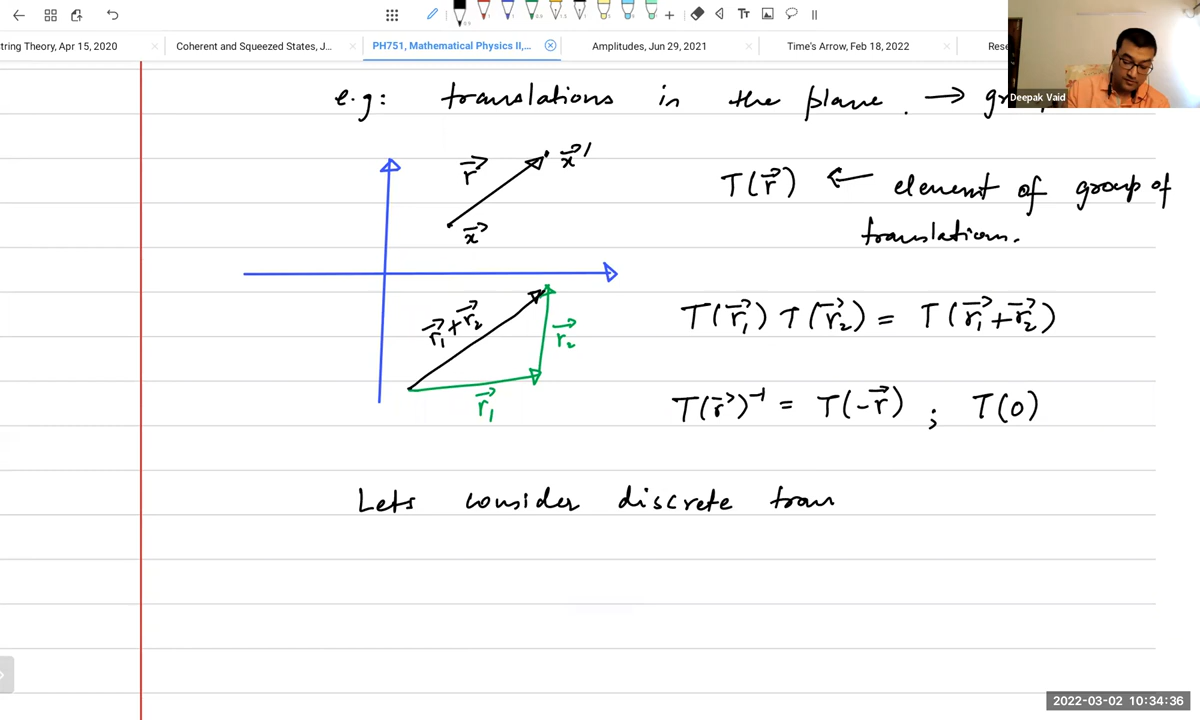 tring Theory, Apr 15, 2020 Coherent and Squeezed States, J... PH751, Mathematical Physics II,... Amplitudes, Jun 29, 2021 Time's Arrow, Feb 18, 2022 Rese
Deepak Vaid
e.g: translations in the plane. → gr
r⃗ x⃗'
x⃗
T(r⃗) ← element of group of
translations.
r⃗₁+r⃗₂
r⃗₂
r⃗₁
T(r⃗₁) T(r⃗₂) = T(r⃗₁+r⃗₂)
T(r⃗)⁻¹ = T(-r⃗) ; T(0)
Lets consider discrete tran
2022-03-02 10:34:36